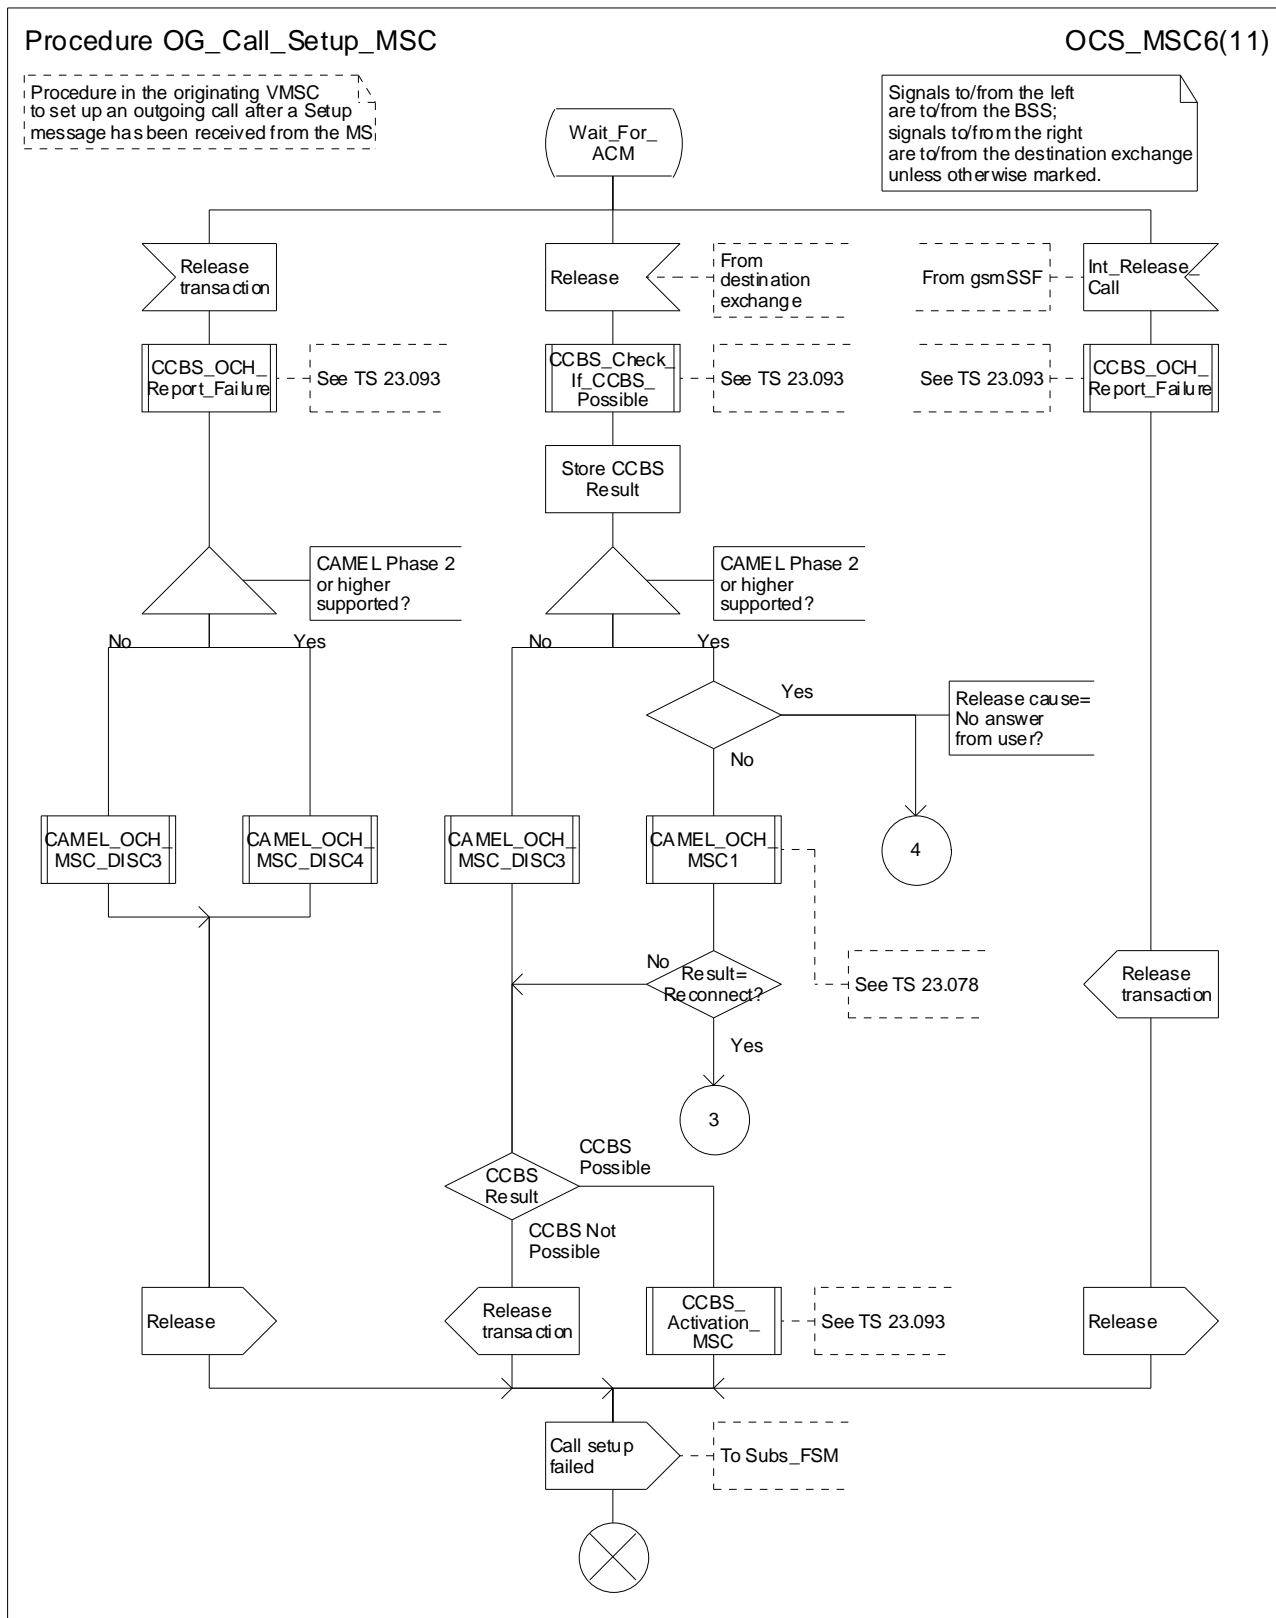 Procedure OG_Call_Setup_MSC
OCS_MSC6(11)
Procedure in the originating VMSC
to set up an outgoing call after a Setup
message has been received from the MS
Signals to/from the left
are to/from the BSS;
signals to/from the right
are to/from the destination exchange
unless otherwise marked.
Wait_For_
ACM
Release
transaction
Release
From
destination
exchange
From gsmSSF
Int_Release_
Call
CCBS_OCH_
Report_Failure
See TS 23.093
CCBS_Check_
If_CCBS_
Possible
See TS 23.093
See TS 23.093
CCBS_OCH_
Report_Failure
Store CCBS
Result
CAMEL Phase 2
or higher
supported?
CAMEL Phase 2
or higher
supported?
No
Yes
No
Yes
Yes
Release cause=
No answer
from user?
No
CAMEL_OCH_
MSC_DISC3
CAMEL_OCH_
MSC_DISC4
CAMEL_OCH_
MSC_DISC3
CAMEL_OCH_
MSC1
4
No
Result=
Reconnect?
See TS 23.078
Release
transaction
Yes
3
CCBS
Possible
CCBS
Result
CCBS Not
Possible
Release
Release
transaction
CCBS_
Activation_
MSC
See TS 23.093
Release
Call setup
failed
To Subs_FSM